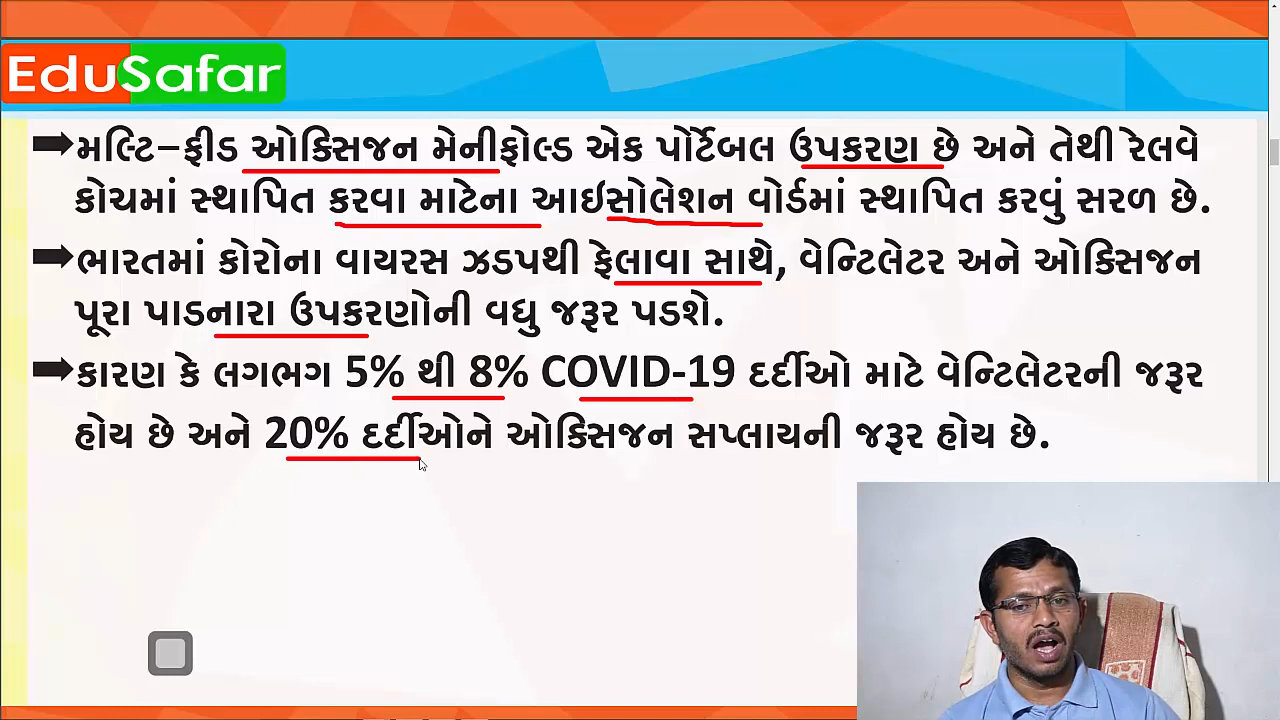 EduSafar
➡મલ્ટિ–ફીડ ઓક્સિજન મેનીફોલ્ડ એક પોર્ટેબલ ઉપકરણ છે અને તેથી રેલવે
કોચમાં સ્થાપિત કરવા માટેના આઇસોલેશન વોર્ડમાં સ્થાપિત કરવું સરળ છે.
➡ભારતમાં કોરોના વાયરસ ઝડપથી ફેલાવા સાથે, વેન્ટિલેટર અને ઓક્સિજન
પૂરા પાડનારા ઉપકરણોની વધુ જરૂર પડશે.
➡કારણ કે લગભગ 5% થી 8% COVID-19 દર્દીઓ માટે વેન્ટિલેટરની જરૂર
હોય છે અને 20% દર્દીઓને ઓક્સિજન સપ્લાયની જરૂર હોય છે.